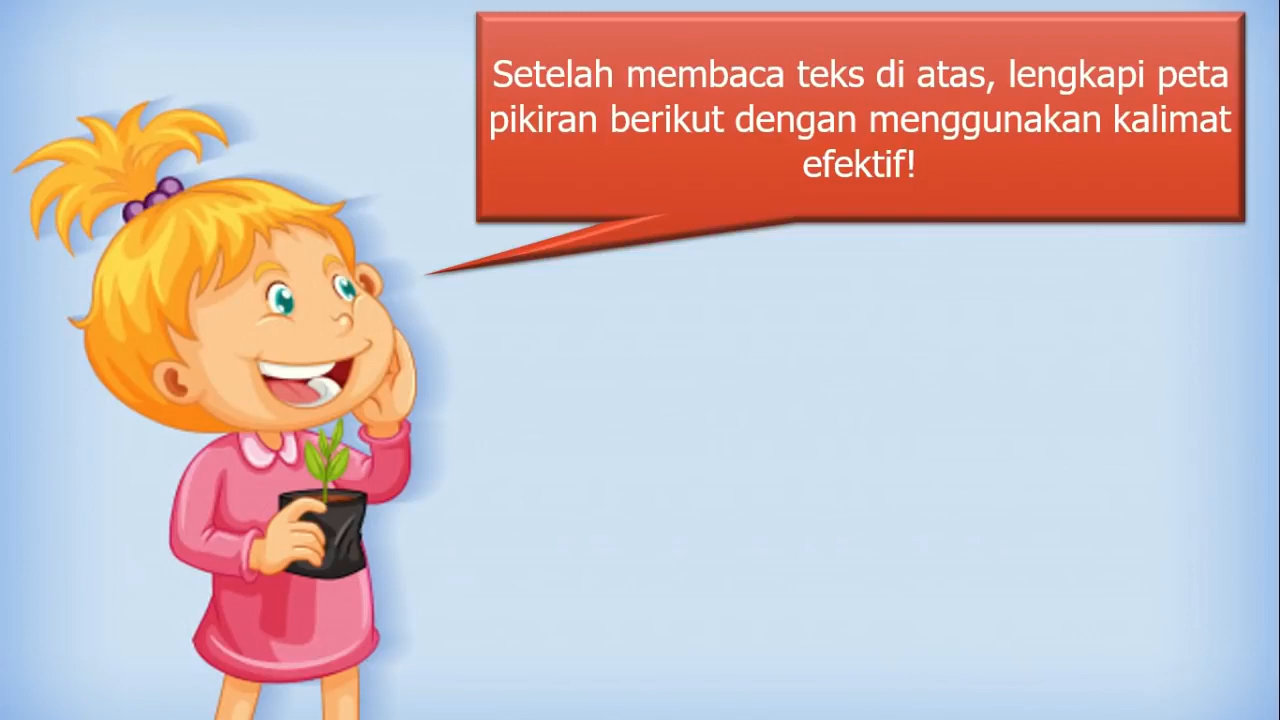 Setelah membaca teks di atas, lengkapi peta
pikiran berikut dengan menggunakan kalimat
efektif!